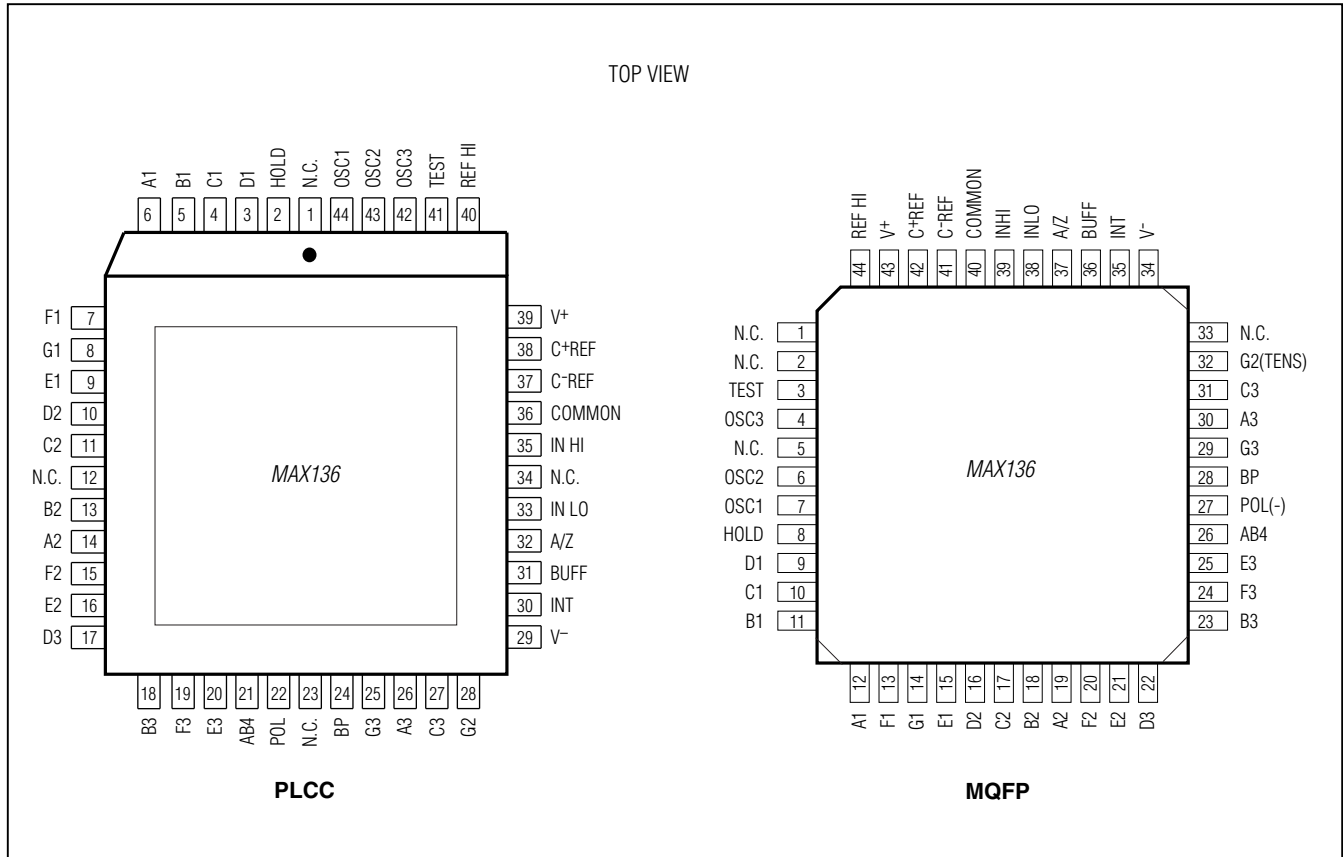 TOP VIEW
A1 B1 C1 D1 HOLD N.C. OSC1 OSC2 OSC3 TEST REF HI
6 5 4 3 2 1 44 43 42 41 40
F1 7
G1 8
E1 9
D2 10
C2 11
N.C. 12
B2 13
A2 14
F2 15
E2 16
D3 17
MAX136
39 V+
38 C+REF
37 C-REF
36 COMMON
35 IN HI
34 N.C.
33 IN LO
32 A/Z
31 BUFF
30 INT
29 V–
18 19 20 21 22 23 24 25 26 27 28
B3 F3 E3 AB4 POL N.C. BP G3 A3 C3 G2
PLCC
REF HI V+ C+REF C-REF COMMON INHI INLO A/Z BUFF INT V-
44 43 42 41 40 39 38 37 36 35 34
N.C. 1
N.C. 2
TEST 3
OSC3 4
N.C. 5
OSC2 6
OSC1 7
HOLD 8
D1 9
C1 10
B1 11
MAX136
33 N.C.
32 G2(TENS)
31 C3
30 A3
29 G3
28 BP
27 POL(-)
26 AB4
25 E3
24 F3
23 B3
12 13 14 15 16 17 18 19 20 21 22
A1 F1 G1 E1 D2 C2 B2 A2 F2 E2 D3
MQFP